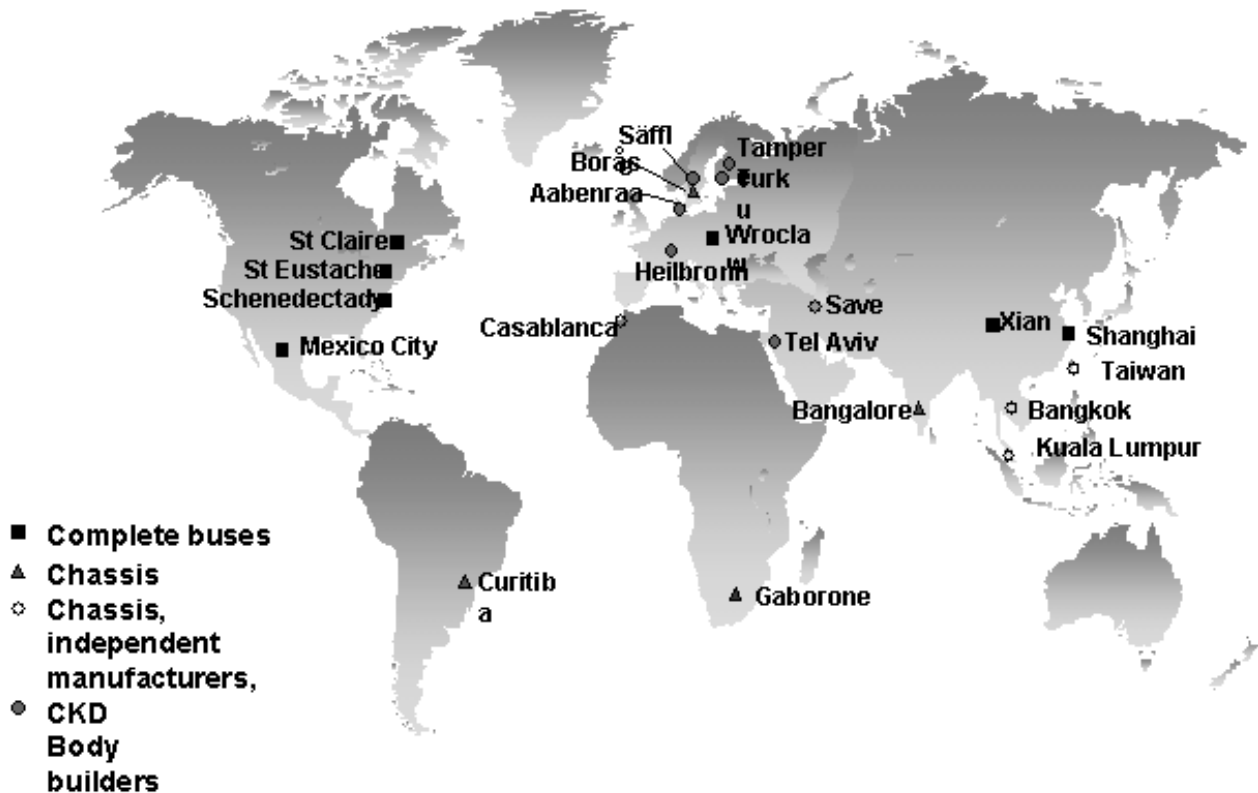 Säffl
Tamper
Borås
Turk
Aabenraa
u
St Claire
Wrocla
w
St Eustache
Heilbronn
Schenedectady
Save
Casablanca
Xian
Mexico City
Tel Aviv
Shanghai
Taiwan
Bangalore
Bangkok
Kuala Lumpur
Complete buses
Chassis
Chassis,
independent
manufacturers,
CKD
Body
builders
Curitib
a
Gaborone